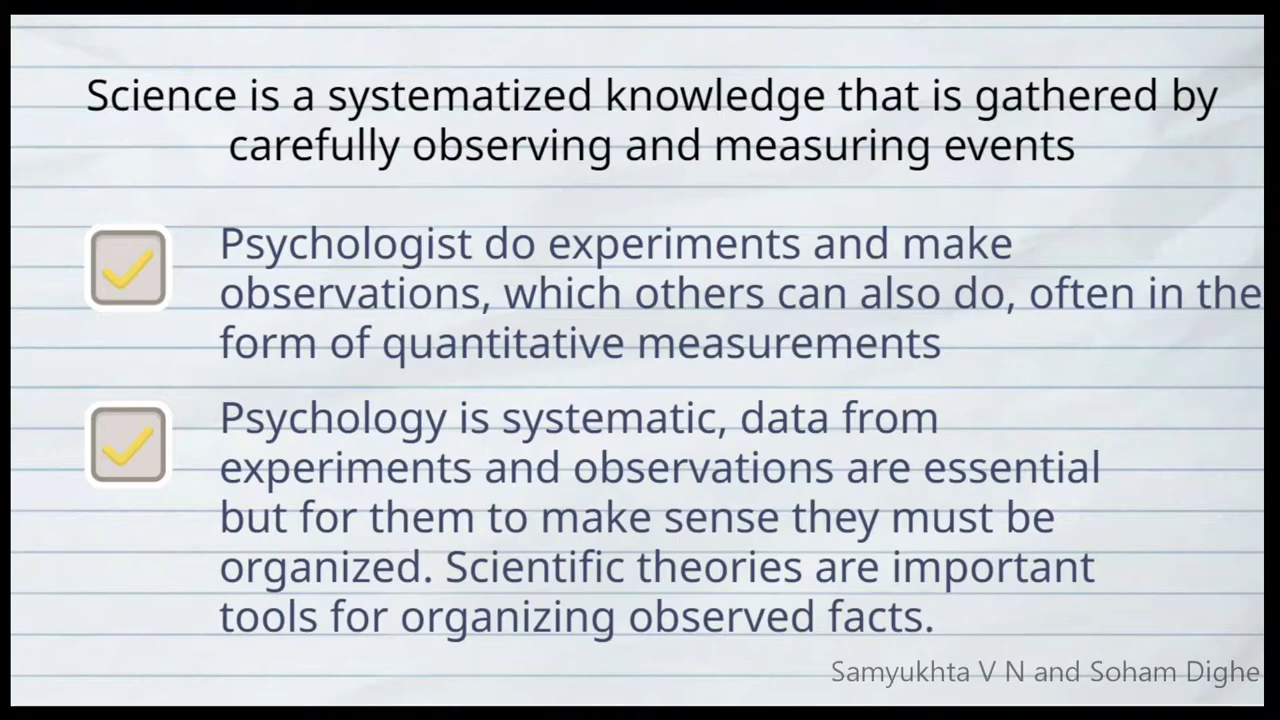 Science is a systematized knowledge that is gathered by
carefully observing and measuring events
Psychologist do experiments and make
observations, which others can also do, often in the
form of quantitative measurements
Psychology is systematic, data from
experiments and observations are essential
but for them to make sense they must be
organized. Scientific theories are important
tools for organizing observed facts.
Samyukhta V N and Soham Dighe